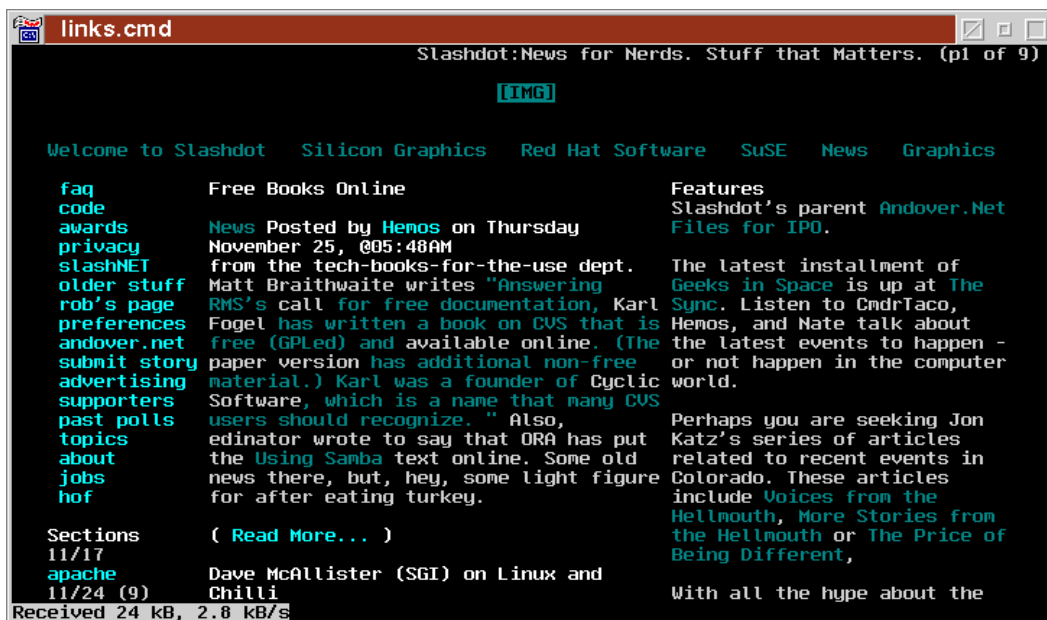 links.cmd
Slashdot:News for Nerds. Stuff that Matters. (p1 of 9)
[IMG]
Welcome to Slashdot Silicon Graphics Red Hat Software SuSE News Graphics
faq
code
awards
privacy
slashNET
older stuff
rob's page
preferences
andover.net
submit story
advertising
supporters
past polls
topics
about
jobs
hof
Sections
11/17
apache
11/24 (9)
Free Books Online
News Posted by Hemos on Thursday
November 25, @05:48AM
from the tech-books-for-the-use dept.
Matt Braithwaite writes "Answering
RMS's call for free documentation, Karl
Fogel has written a book on CVS that is
free (GPLed) and available online. (The
paper version has additional non-free
material.) Karl was a founder of Cyclic
Software, which is a name that many CVS
users should recognize. " Also,
edinator wrote to say that ORA has put
the Using Samba text online. Some old
news there, but, hey, some light figure
for after eating turkey.
( Read More... )
Dave McAllister (SGI) on Linux and
Chilli
Features
Slashdot's parent Andover.Net
Files for IPO.
The latest installment of
Geeks in Space is up at The
Sync. Listen to CmdrTaco,
Hemos, and Nate talk about
the latest events to happen -
or not happen in the computer
world.
Perhaps you are seeking Jon
Katz's series of articles
related to recent events in
Colorado. These articles
include Voices from the
Hellmouth, More Stories from
the Hellmouth or The Price of
Being Different,
With all the hype about the
Received 24 kB, 2.8 kB/s